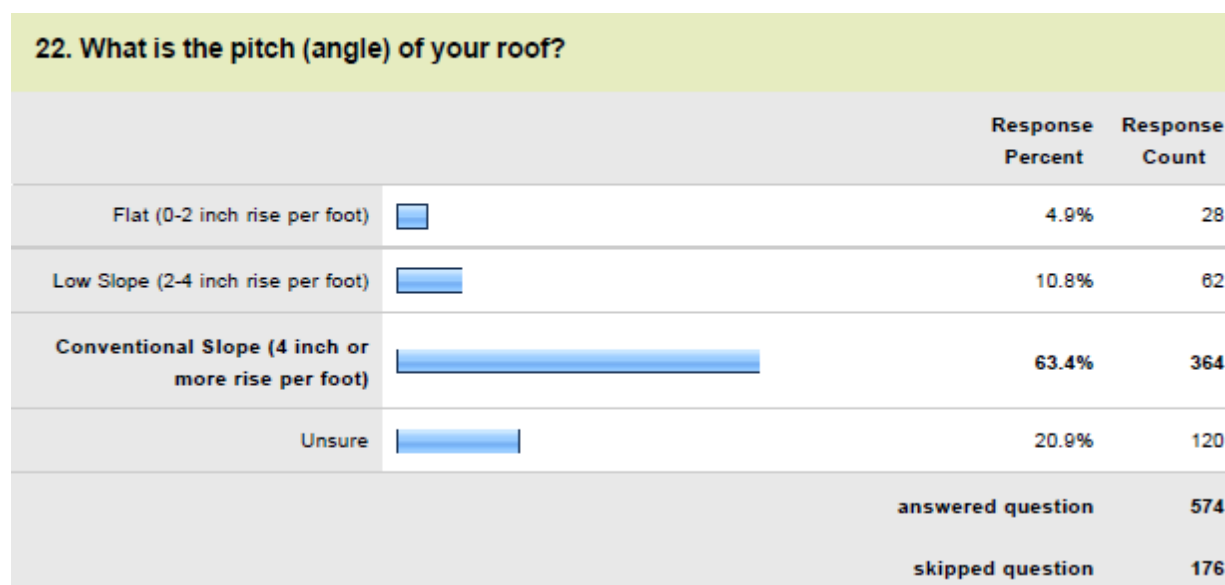 22. What is the pitch (angle) of your roof?
Response Response
Percent Count
Flat (0-2 inch rise per foot) 4.9% 28
Low Slope (2-4 inch rise per foot) 10.8% 62
Conventional Slope (4 inch or
more rise per foot) 63.4% 364
Unsure 20.9% 120
answered question 574
skipped question 176